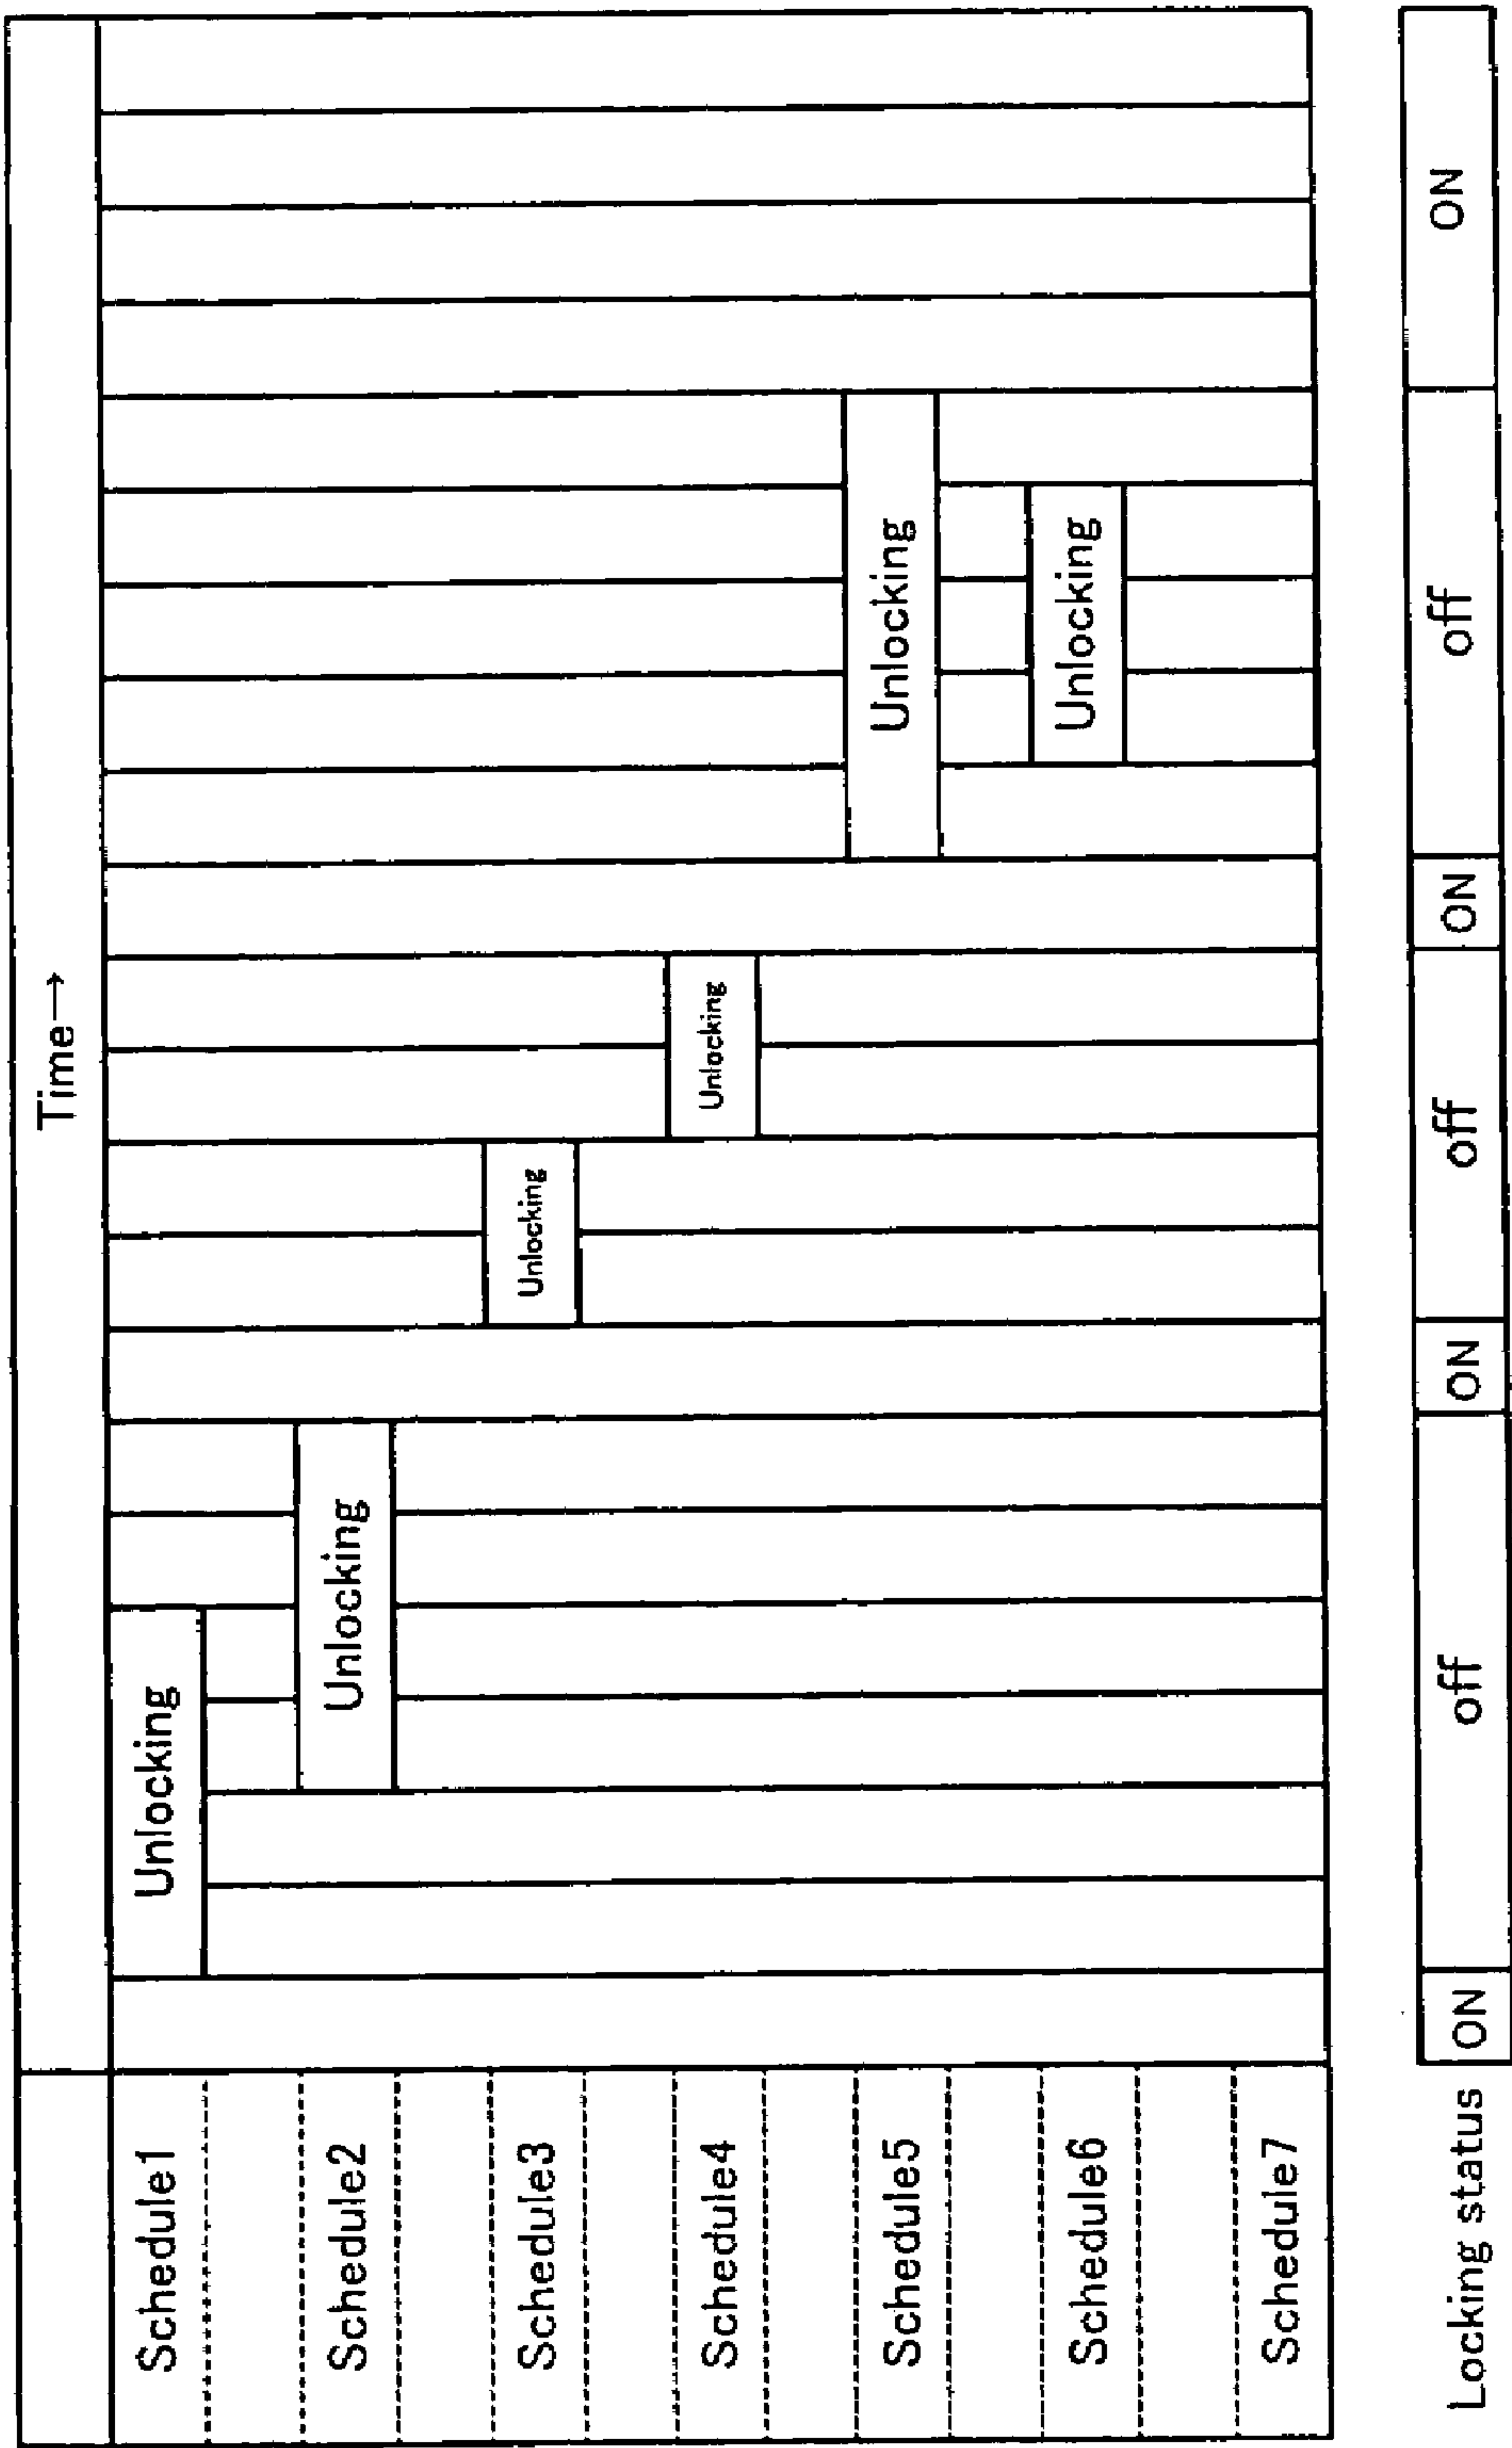 Time→
Schedule1
Unlocking
Schedule2
Unlocking
Schedule3
Unlocking
Schedule4
Unlocking
Schedule5
Unlocking
Schedule6
Unlocking
Schedule7
Locking status
ON
off
ON
off
ON
off
ON